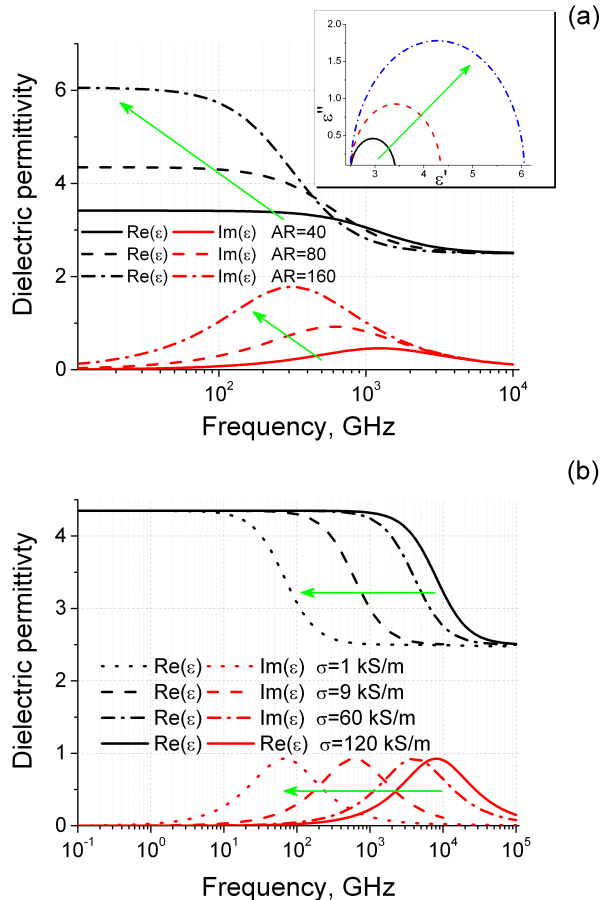 (a)
Dielectric permittivity
6
4
2
0
10²
10³
10⁴
Frequency, GHz
Re(ε) Im(ε) AR=40
Re(ε) Im(ε) AR=80
Re(ε) Im(ε) AR=160
ε''
2.0
1.5
1.0
0.5
3 4 5 6
ε'
(b)
Dielectric permittivty
4
3
2
1
0
Re(ε) Im(ε) σ=1 kS/m
Re(ε) Im(ε) σ=9 kS/m
Re(ε) Im(ε) σ=60 kS/m
Re(ε) Re(ε) σ=120 kS/m
10⁻¹ 10⁰ 10¹ 10² 10³ 10⁴ 10⁵
Frequency, GHz